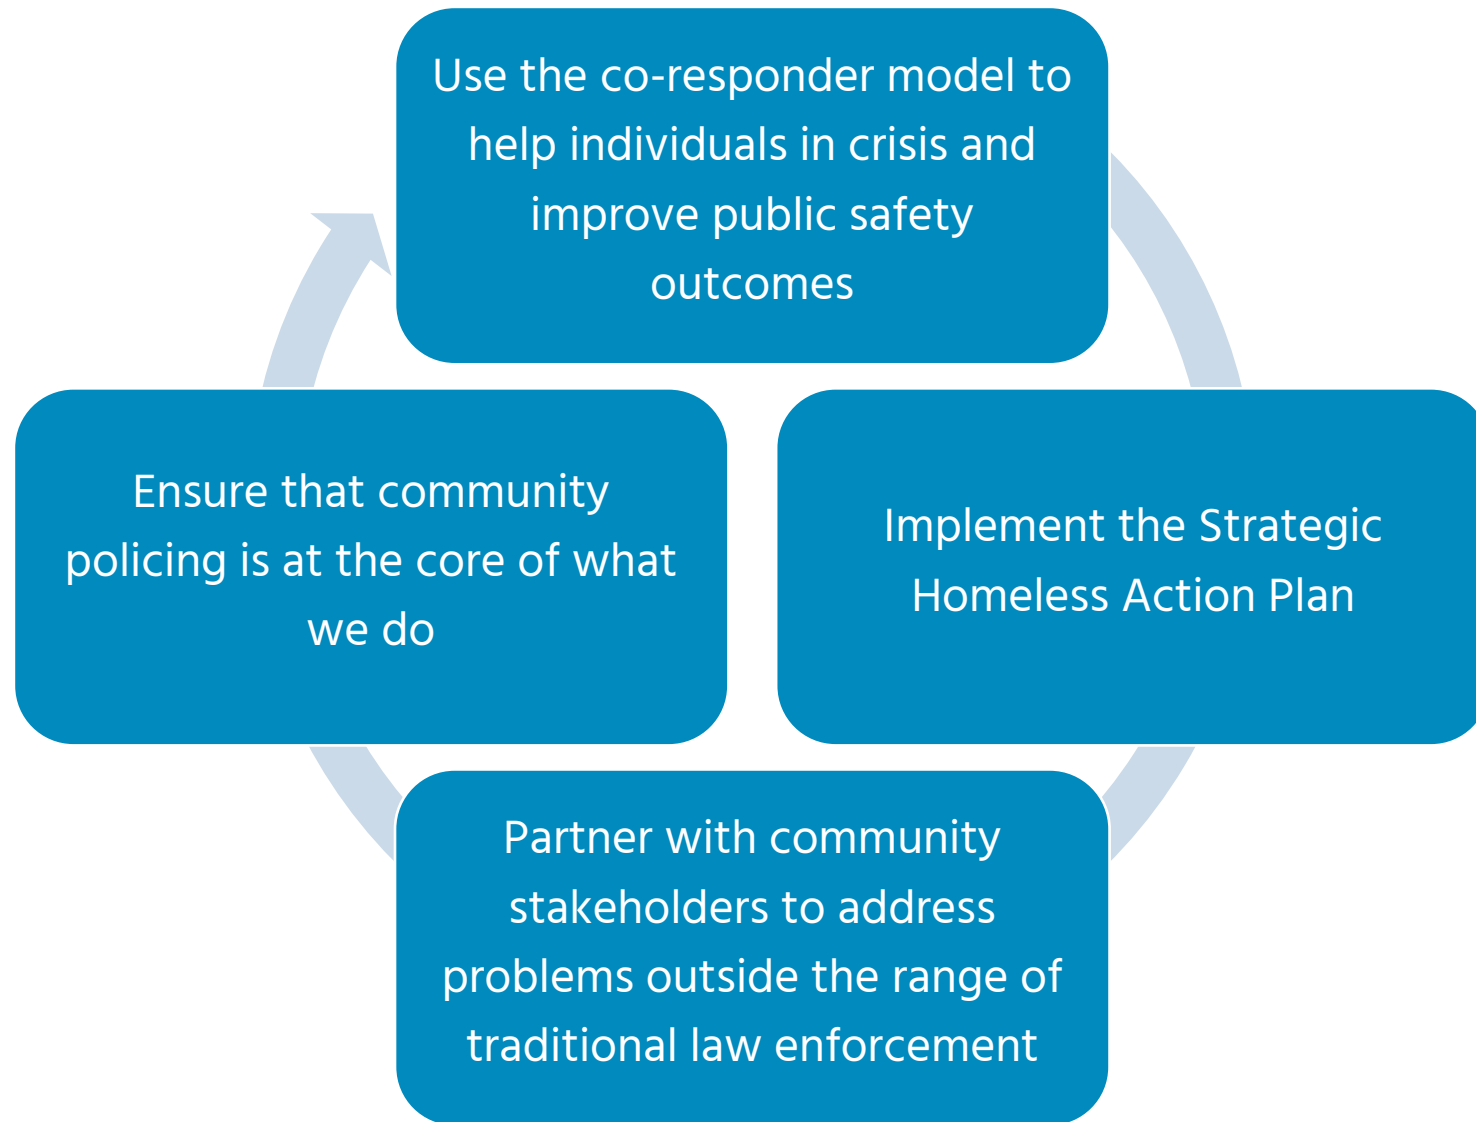 Use the co-responder model to
help individuals in crisis and
improve public safety
outcomes
Implement the Strategic
Homeless Action Plan
Partner with community
stakeholders to address
problems outside the range of
traditional law enforcement
Ensure that community
policing is at the core of what
we do